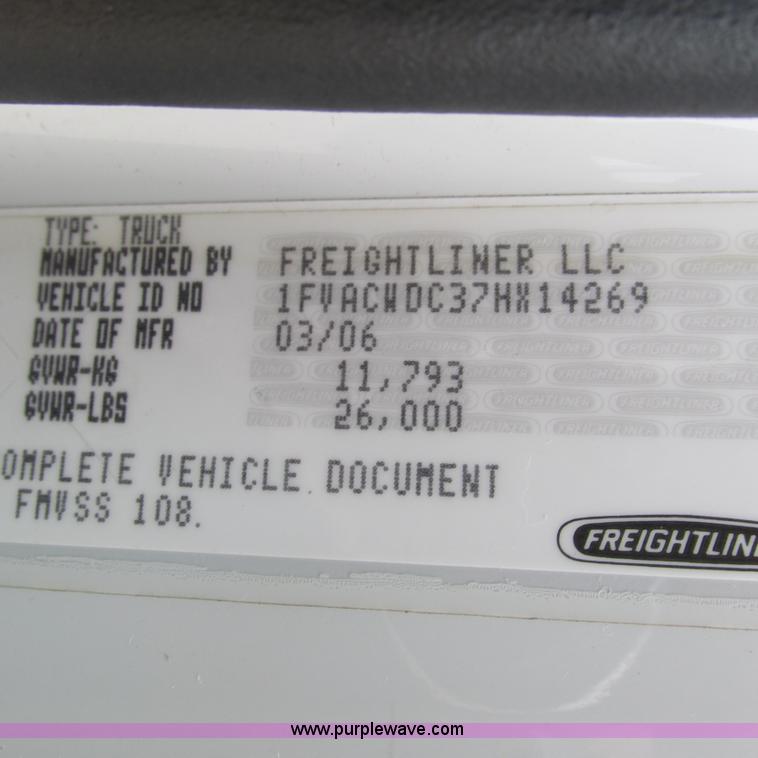 TYPE: TRUCK
MANUFACTURED BY FREIGHTLINER LLC
VEHICLE ID NO 1FVACWDC37HX14269
DATE OF MFR 03/06
GVWR-KG 11,793
GVWR-LBS 26,000
OMPLETE VEHICLE DOCUMENT
FMVSS 108.
FREIGHTLINE
www.purplewave.com